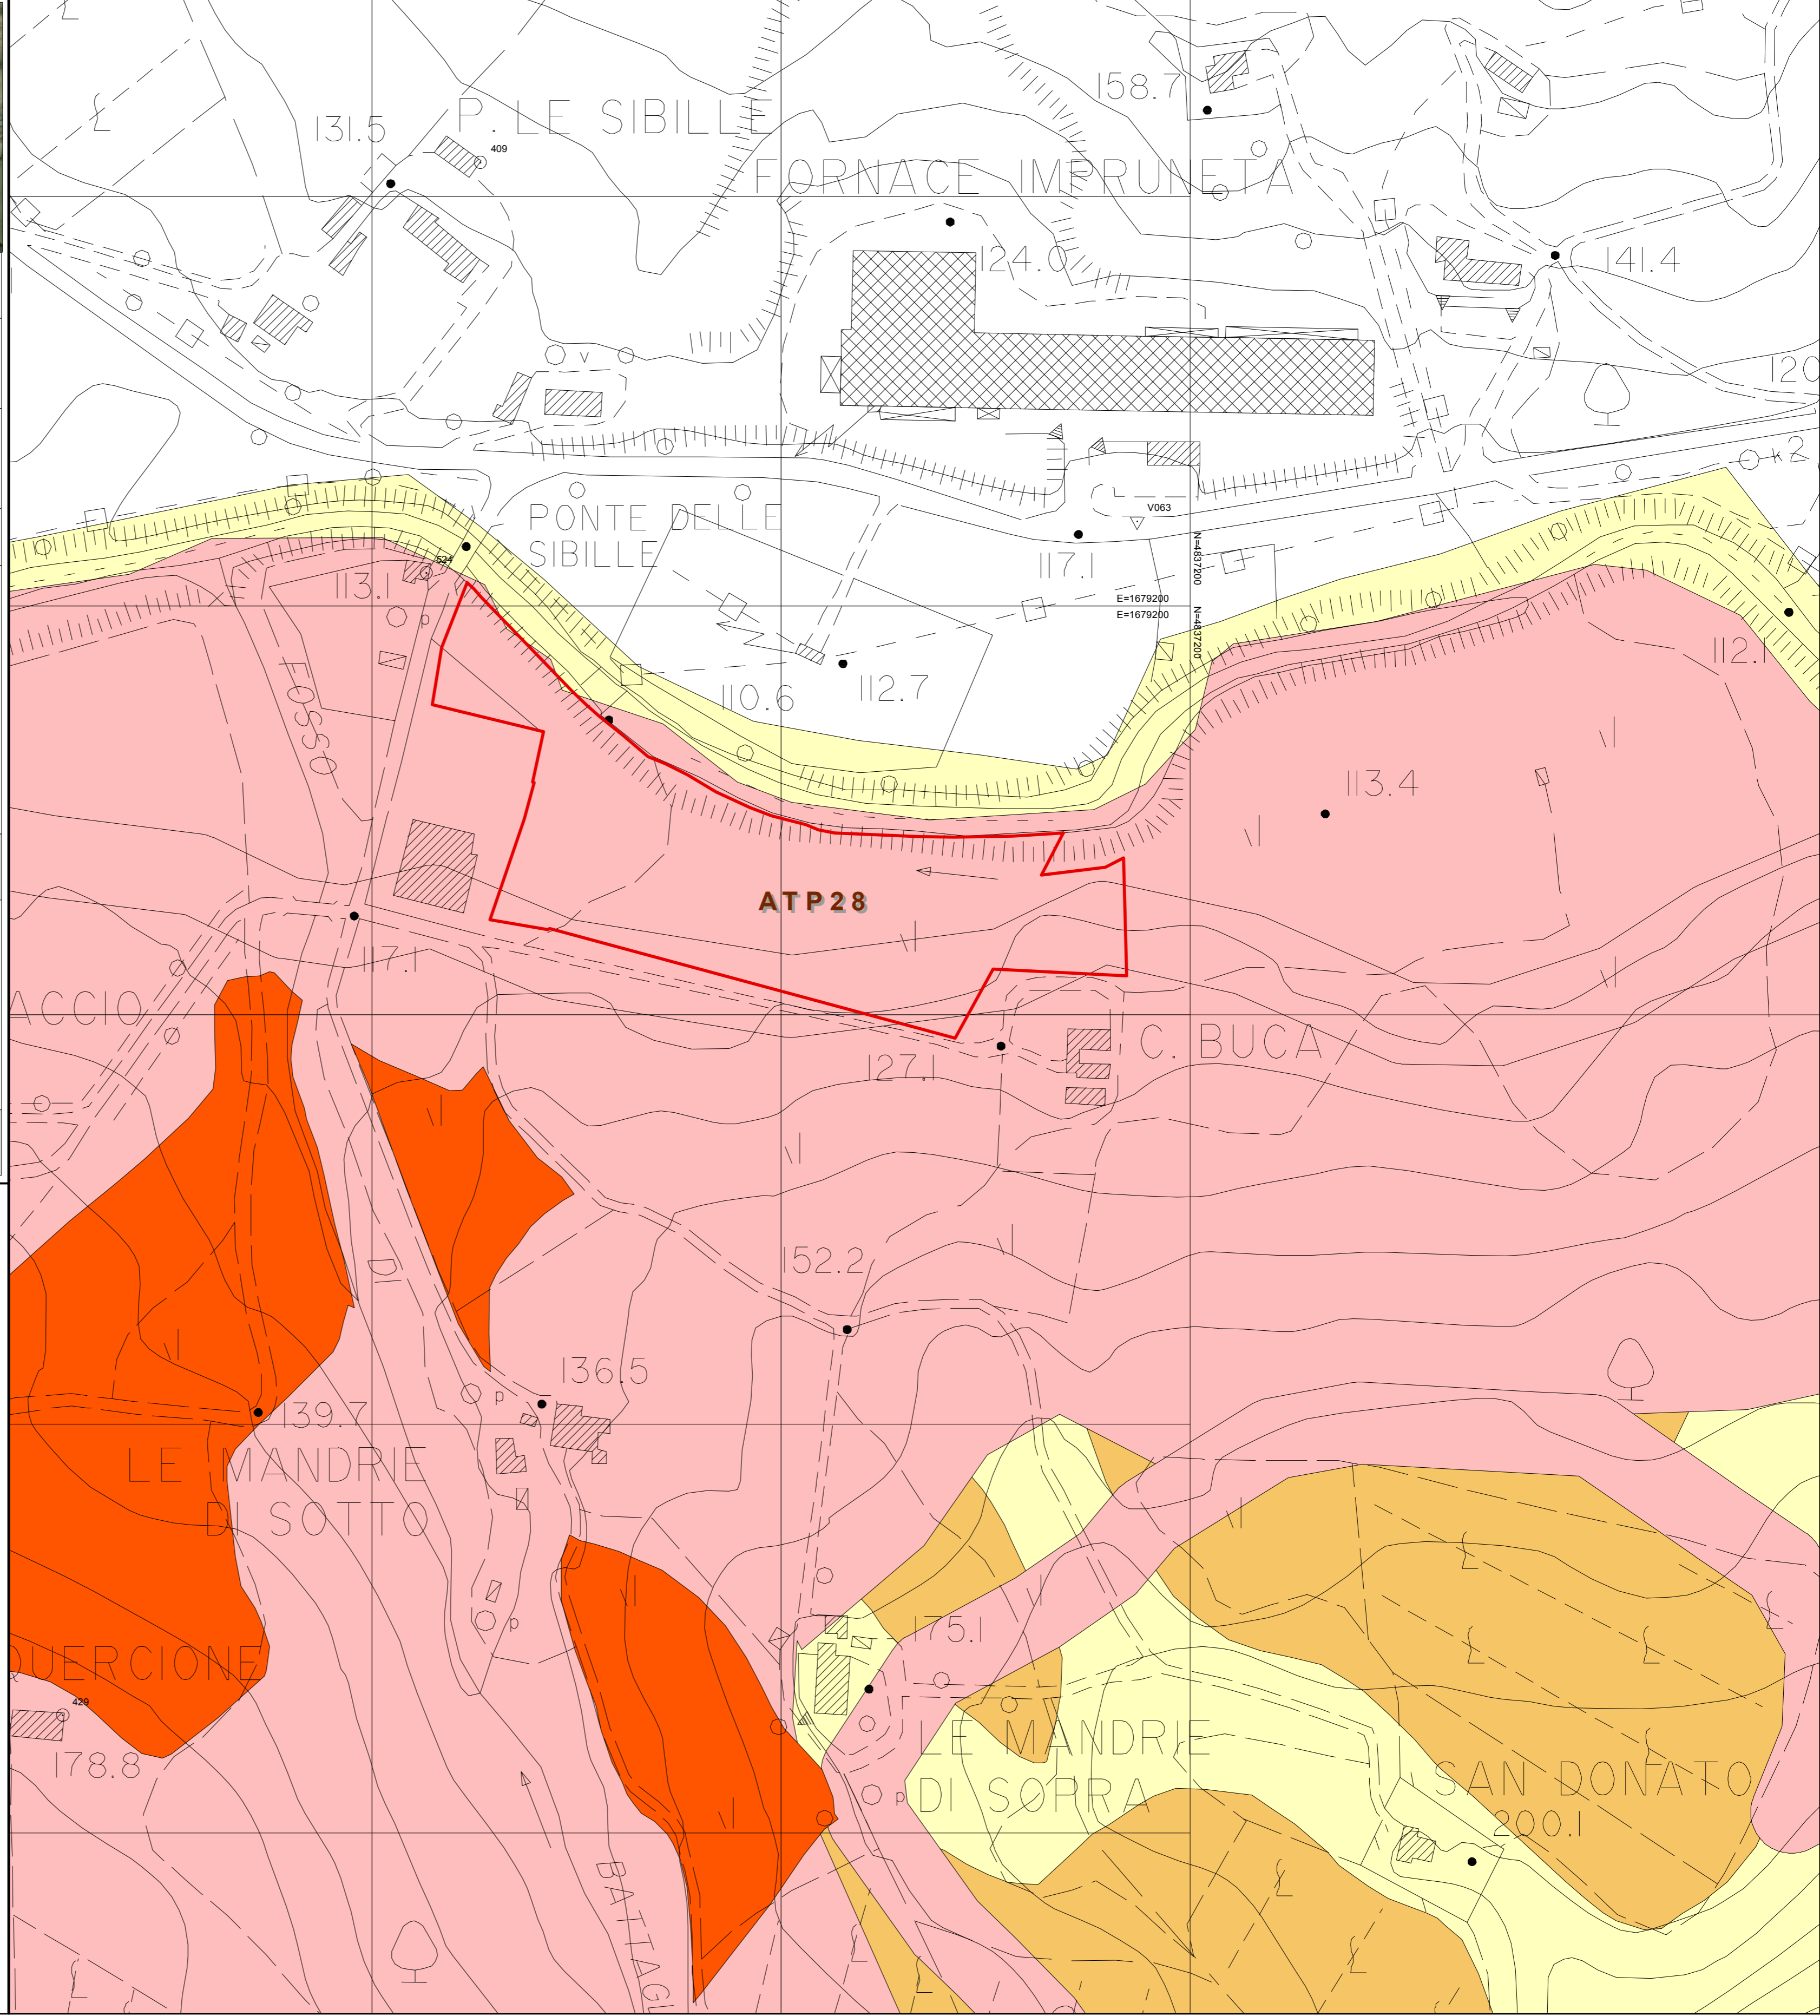 158.7
P. LE SIBILLE
131.5
409
FORNACE IMPRUNETA
124.0
141.4
120
v
k2
PONTE DELLE
SIBILLE
V063
524
113.1
p
117.1
N=4837200
E=1679200
E=1679200
N=4837200
FOSSO
112.1
110.6
112.7
113.4
ATP28
117.1
ACCIO
C. BUCA
127.1
DI
152.2
136.5
p
139.7
LE MANDRIE
DI SOTTO
p
175.1
QUERCIONE
429
178.8
LE MANDRIE
DI SOPRA
p
SAN DONATO
200.1
BATTAGL